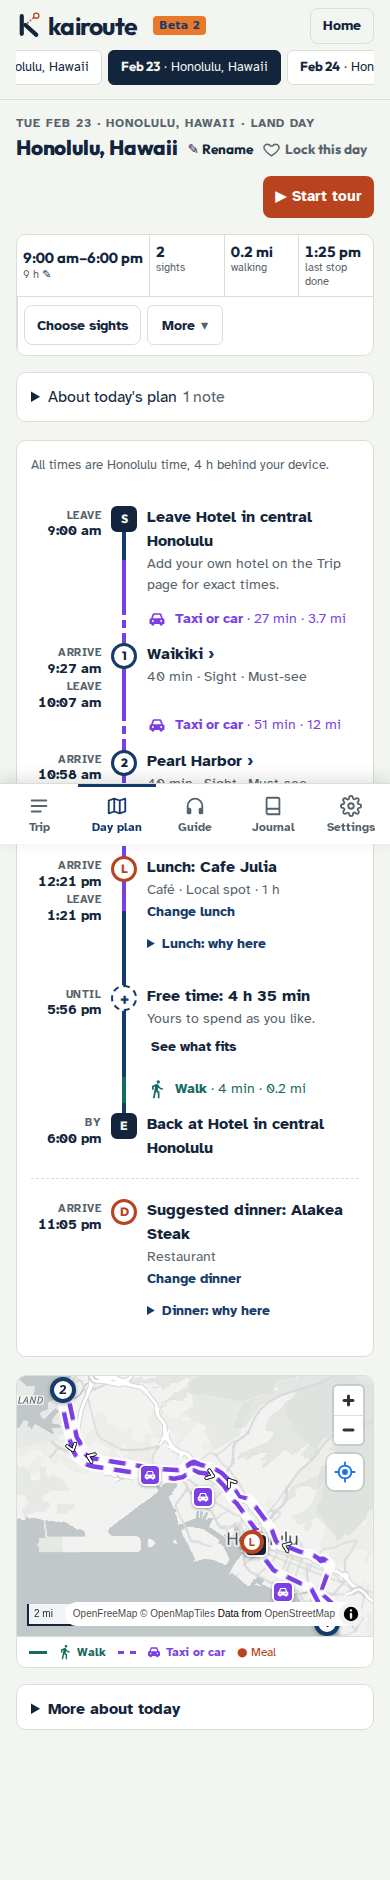 kairoute
Beta 2
Home
olulu, Hawaii
Feb 23 · Honolulu, Hawaii
Feb 24 · Hon
TUE FEB 23 · HONOLULU, HAWAII · LAND DAY
Honolulu, Hawaii ✎ Rename Lock this day
▶ Start tour
9:00 am–6:00 pm
9 h ✎
2
sights
0.2 mi
walking
1:25 pm
last stop
done
Choose sights
More ▾
▶ About today's plan 1 note
All times are Honolulu time, 4 h behind your device.
LEAVE
9:00 am
S
Leave Hotel in central
Honolulu
Add your own hotel on the Trip
page for exact times.
Taxi or car · 27 min · 3.7 mi
ARRIVE
9:27 am
LEAVE
10:07 am
1
Waikiki ›
40 min · Sight · Must-see
Taxi or car · 51 min · 12 mi
ARRIVE
10:58 am
2
Pearl Harbor ›
40 min · Sight · Must-see
Trip
Day plan
Guide
Journal
Settings
ARRIVE
12:21 pm
LEAVE
1:21 pm
L
Lunch: Cafe Julia
Café · Local spot · 1 h
Change lunch
▶ Lunch: why here
UNTIL
5:56 pm
+
Free time: 4 h 35 min
Yours to spend as you like.
See what fits
Walk · 4 min · 0.2 mi
BY
6:00 pm
E
Back at Hotel in central
Honolulu
ARRIVE
11:05 pm
D
Suggested dinner: Alakea
Steak
Restaurant
Change dinner
▶ Dinner: why here
2
LAND
+
−
L
2 mi
OpenFreeMap © OpenMapTiles Data from OpenStreetMap
Walk
Taxi or car
Meal
▶ More about today